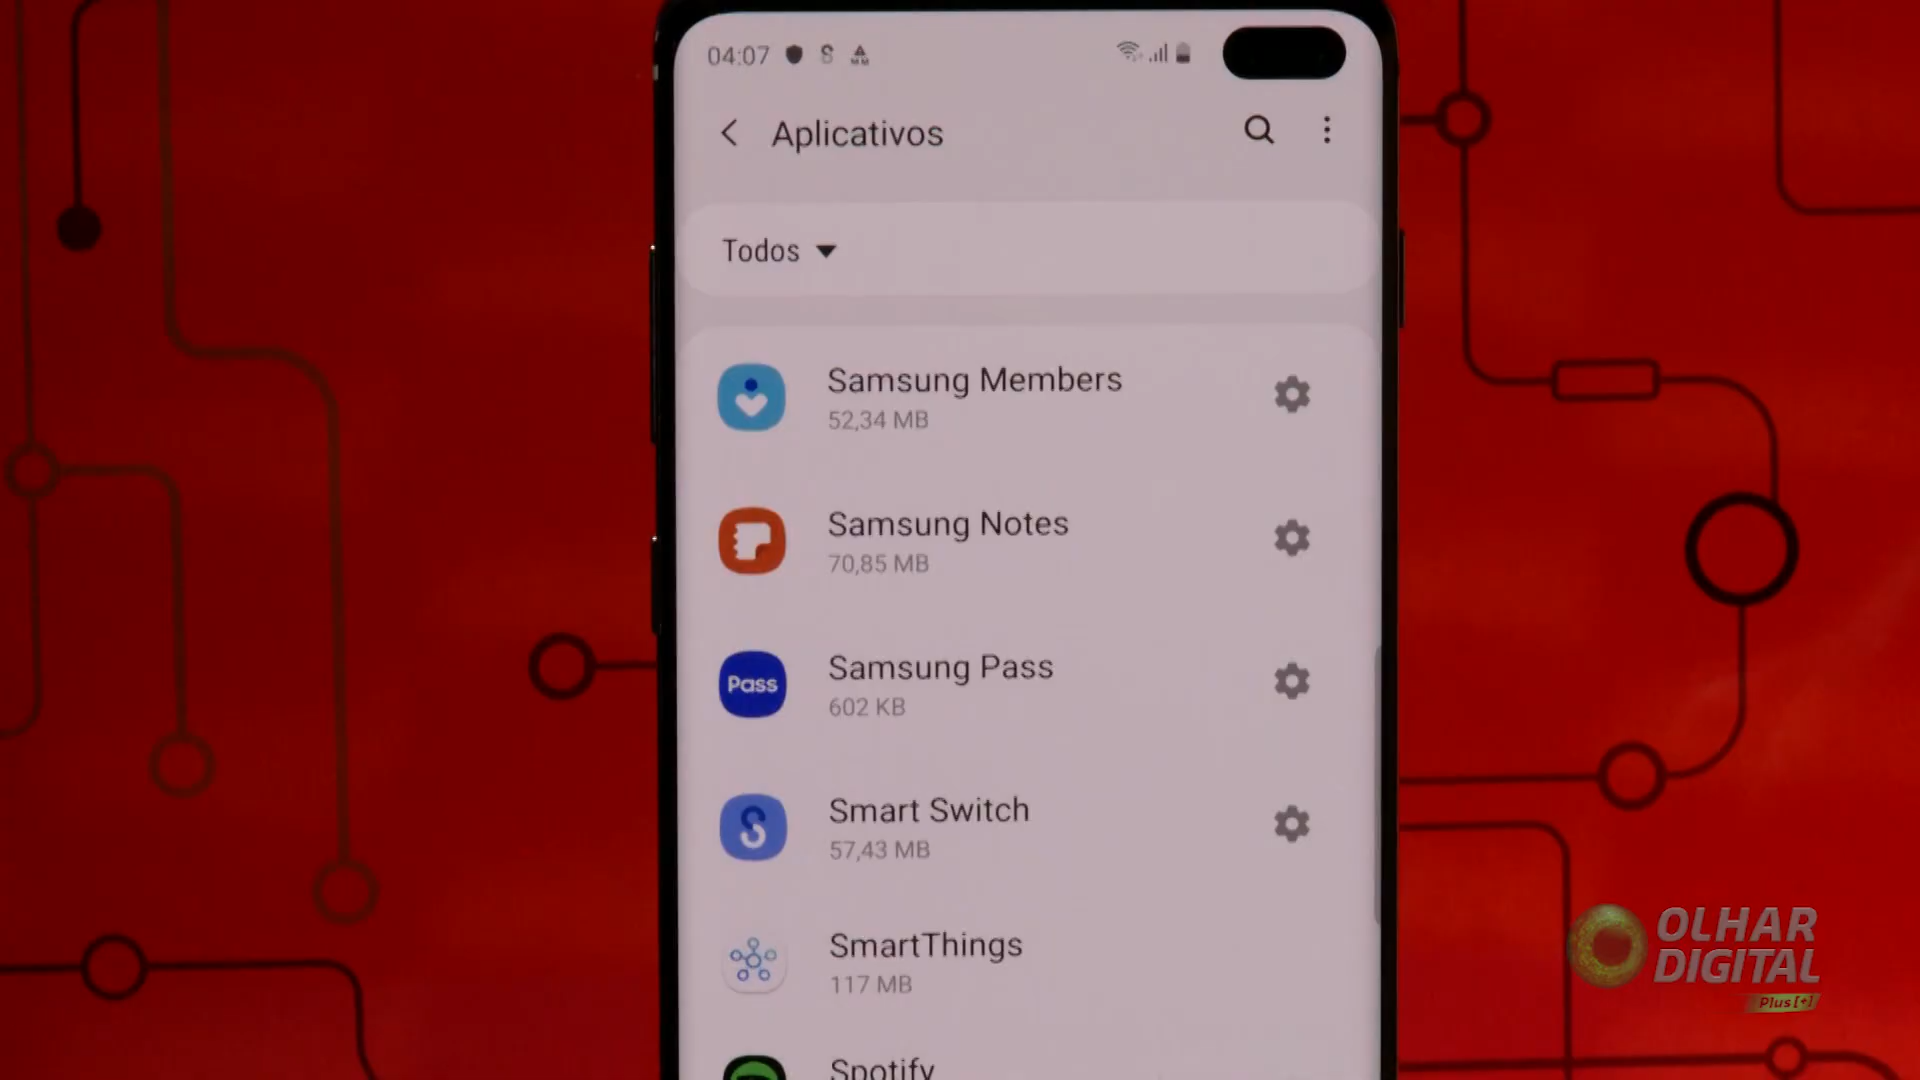 04:07
Aplicativos
Todos
Samsung Members
52,34 MB
Samsung Notes
70,85 MB
Pass
Samsung Pass
602 KB
Smart Switch
57,43 MB
SmartThings
117 MB
Spotify
OLHAR
DIGITAL
Plus [+]